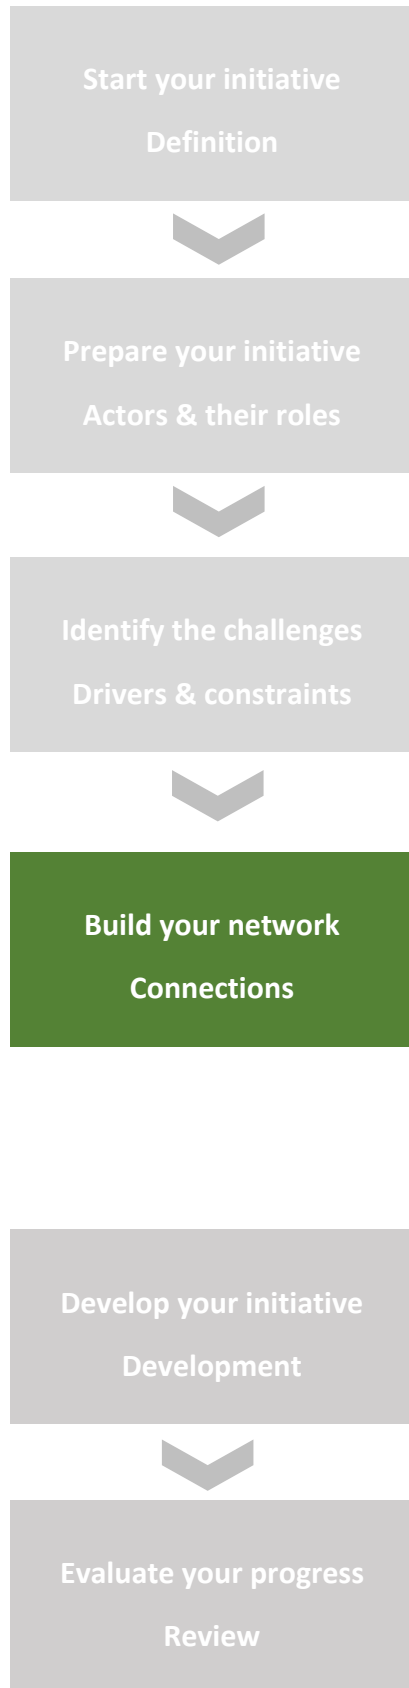 Start your initiative
Definition
Prepare your initiative
Actors & their roles
Identify the challenges
Drivers & constraints
Build your network
Connections
Develop your initiative
Development
Evaluate your progress
Review